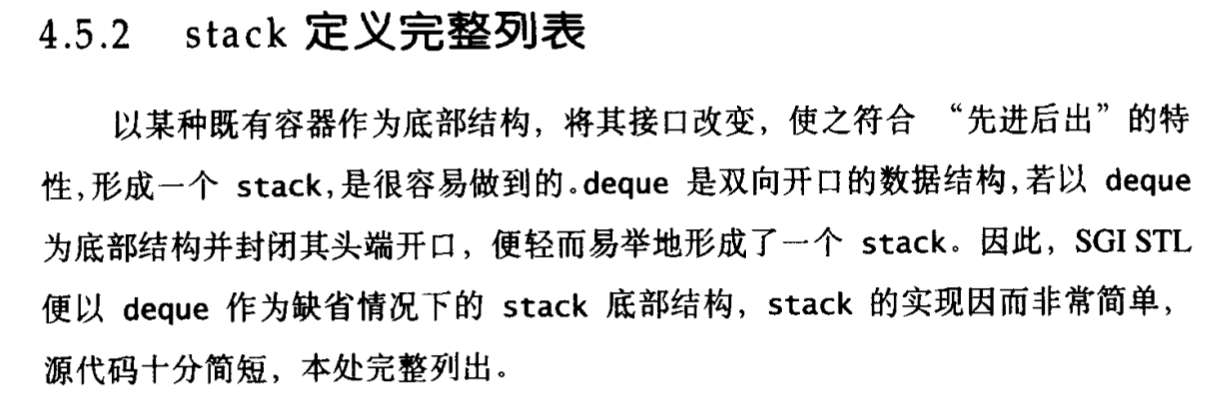 4.5.2 stack 定义完整列表
以某种既有容器作为底部结构，将其接口改变，使之符合 “先进后出”的特
性,形成一个 stack,是很容易做到的。deque 是双向开口的数据结构,若以 deque
为底部结构并封闭其头端开口，便轻而易举地形成了一个 stack。因此，SGI STL
便以 deque 作为缺省情况下的 stack 底部结构，stack 的实现因而非常简单，
源代码十分简短，本处完整列出。